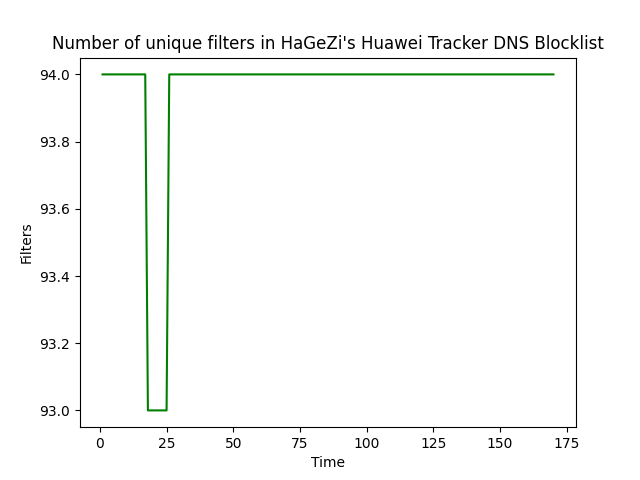 Number of unique filters in HaGeZi's Huawei Tracker DNS Blocklist
94.0
93.8
93.6
93.4
93.2
93.0
Filters
0 25 50 75 100 125 150 175
Time